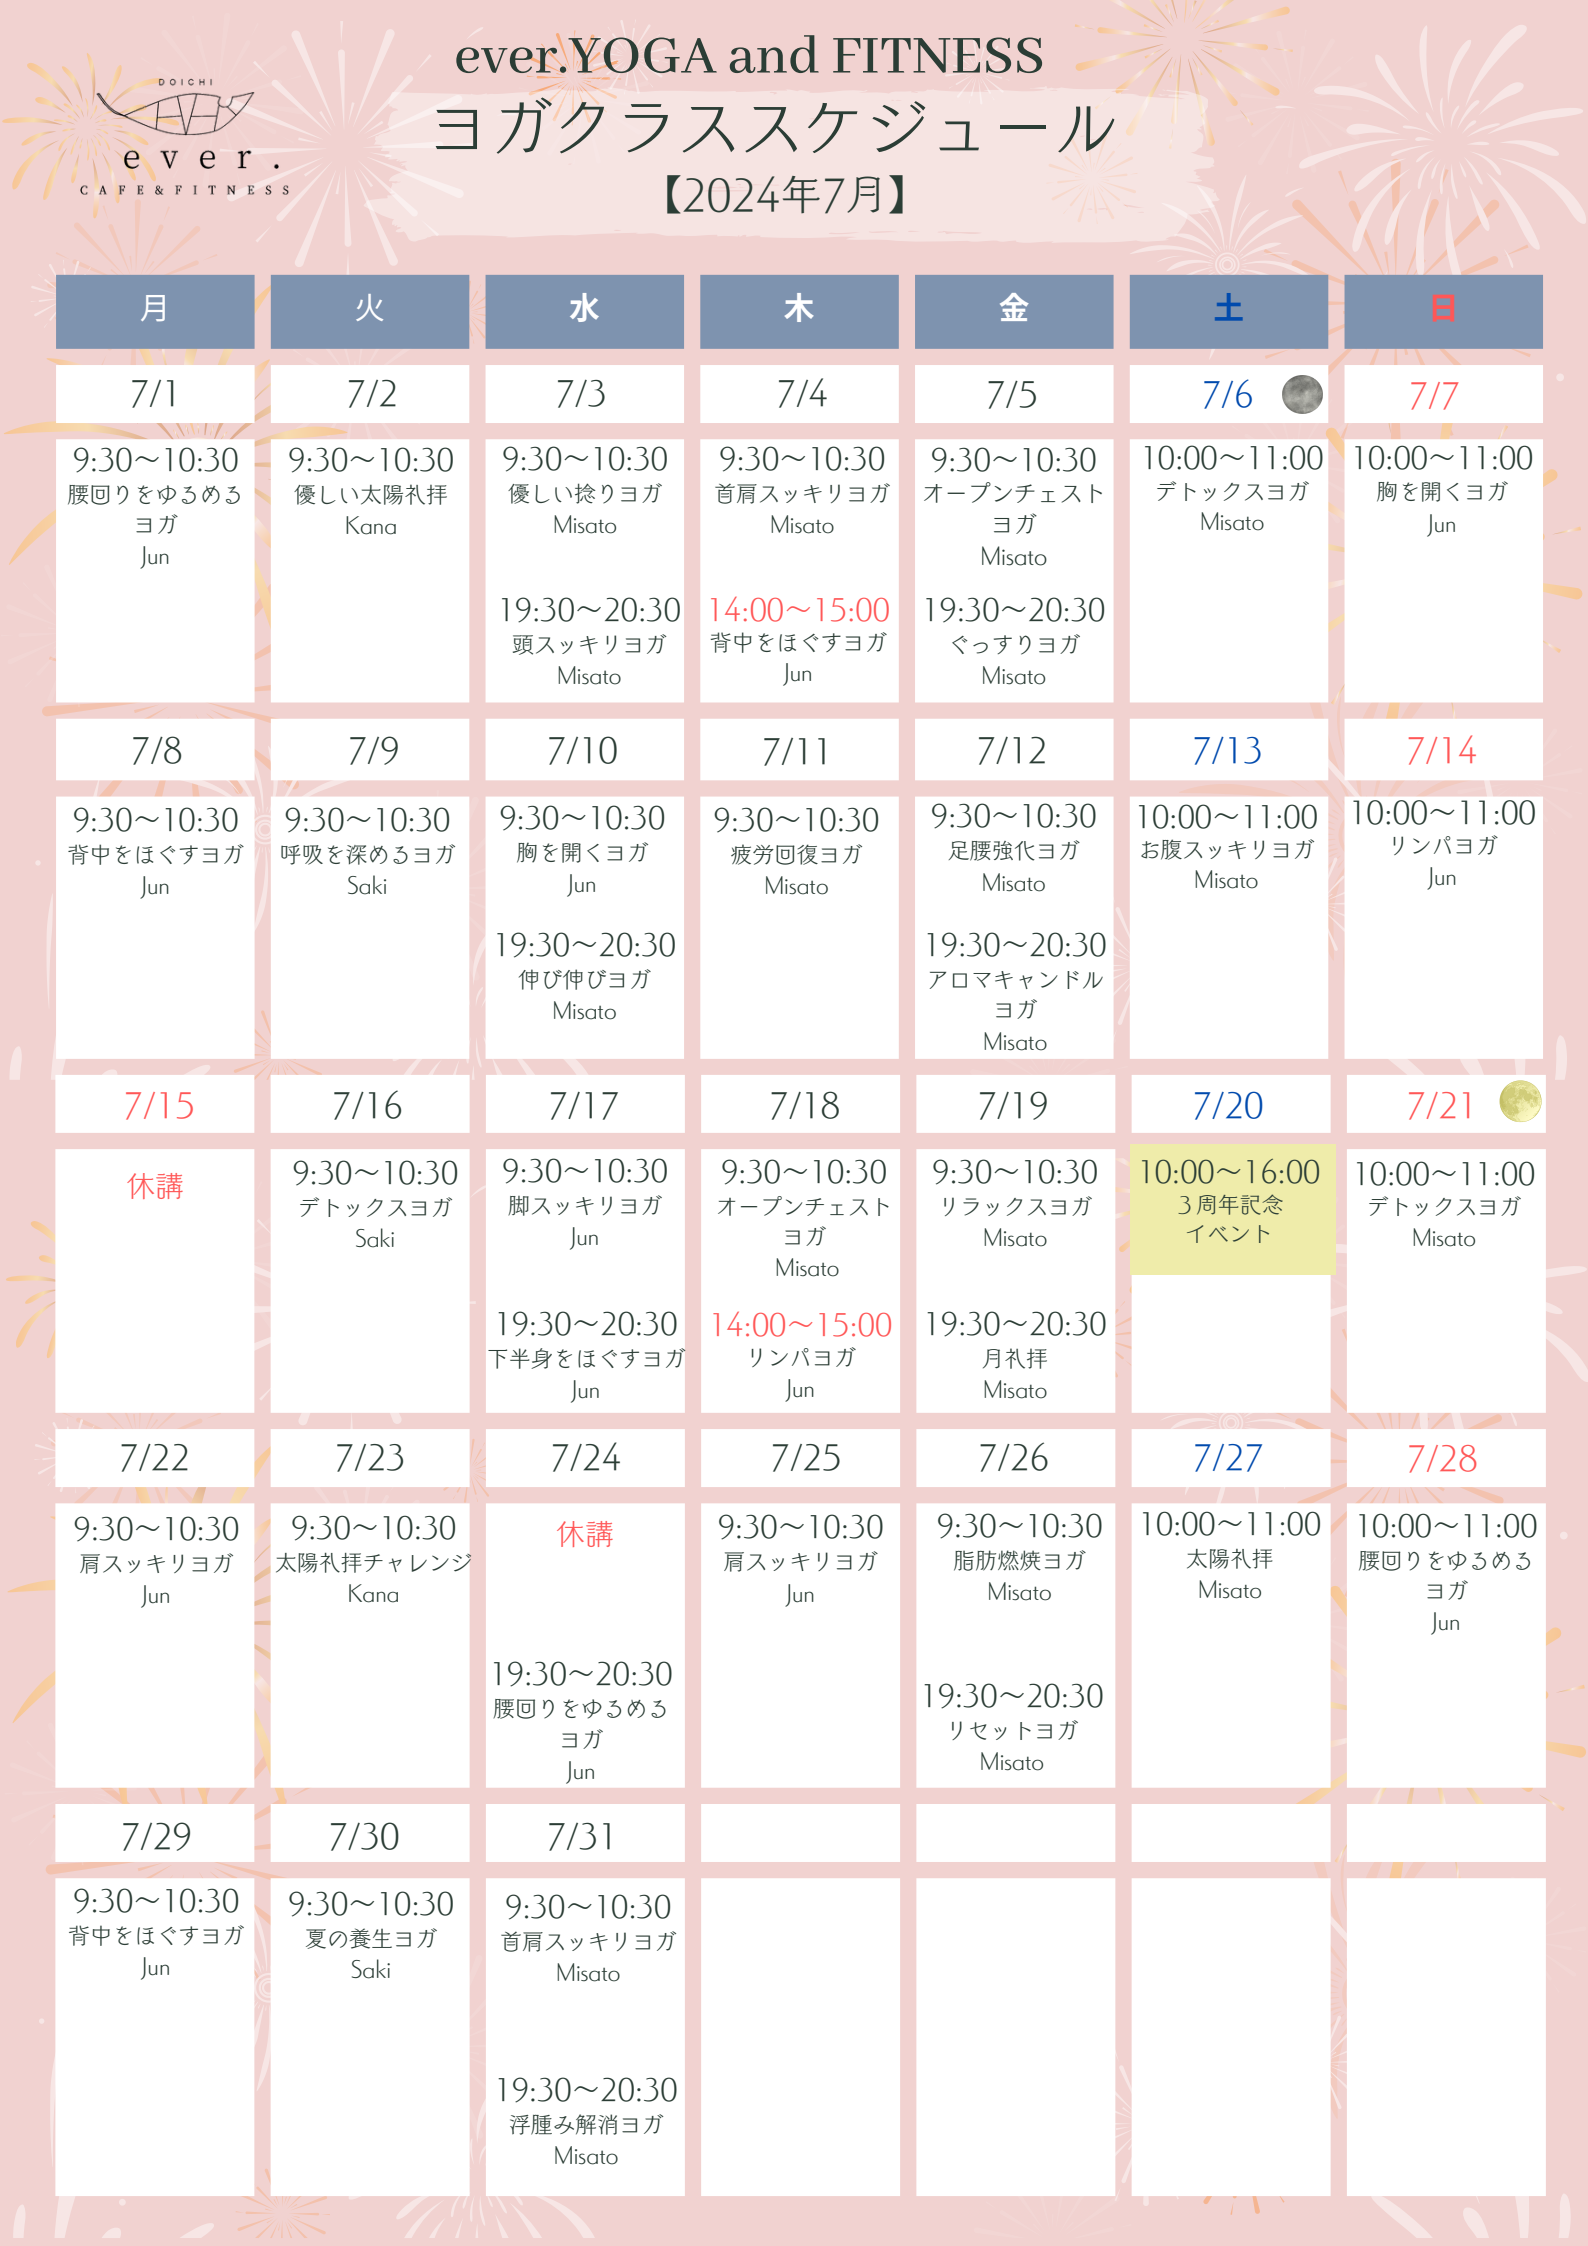 DOICHI
ever.
CAFE&FITNESS
ever.YOGA and FITNESS
ヨガクラススケジュール
【2024年7月】
月 火 水 木 金 土 日
7/1
9:30〜10:30
腰回りをゆるめる
ヨガ
Jun
7/2
9:30〜10:30
優しい太陽礼拝
Kana
7/3
9:30〜10:30
優しい捻りヨガ
Misato
19:30〜20:30
頭スッキリヨガ
Misato
7/4
9:30〜10:30
首肩スッキリヨガ
Misato
14:00〜15:00
背中をほぐすヨガ
Jun
7/5
9:30〜10:30
オープンチェスト
ヨガ
Misato
19:30〜20:30
ぐっすりヨガ
Misato
7/6
10:00〜11:00
デトックスヨガ
Misato
7/7
10:00〜11:00
胸を開くヨガ
Jun
7/8
9:30〜10:30
背中をほぐすヨガ
Jun
7/9
9:30〜10:30
呼吸を深めるヨガ
Saki
7/10
9:30〜10:30
胸を開くヨガ
Jun
19:30〜20:30
伸び伸びヨガ
Misato
7/11
9:30〜10:30
疲労回復ヨガ
Misato
7/12
9:30〜10:30
足腰強代ヨガ
Misato
19:30〜20:30
アロマキャンドル
ヨガ
Misato
7/13
10:00〜11:00
お腹スッキリヨガ
Misato
7/14
10:00〜11:00
リンパヨガ
Jun
7/15
休講
7/16
9:30〜10:30
デトックスヨガ
Saki
7/17
9:30〜10:30
脚スッキリヨガ
Jun
19:30〜20:30
下半身をほぐすヨガ
Jun
7/18
9:30〜10:30
オープンチェスト
ヨガ
Misato
14:00〜15:00
リンパヨガ
Jun
7/19
9:30〜10:30
リラックスヨガ
Misato
19:30〜20:30
月礼拝
Misato
7/20
10:00〜16:00
３周年記念
イベント
7/21
10:00〜11:00
デトックスヨガ
Misato
7/22
9:30〜10:30
肩スッキリヨガ
Jun
7/23
9:30〜10:30
太陽礼拝チャレンジ
Kana
7/24
休講
19:30〜20:30
腰回りをゆるめる
ヨガ
Jun
7/25
9:30〜10:30
肩スッキリヨガ
Jun
7/26
9:30〜10:30
脂肪燃焼ヨガ
Misato
19:30〜20:30
リセットヨガ
Misato
7/27
10:00〜11:00
太陽礼拝
Misato
7/28
10:00〜11:00
腰回りをゆるめる
ヨガ
Jun
7/29
9:30〜10:30
背中をほぐすヨガ
Jun
7/30
9:30〜10:30
夏の養生ヨガ
Saki
7/31
9:30〜10:30
首肩スッキリヨガ
Misato
19:30〜20:30
浮腫み解消ヨガ
Misato